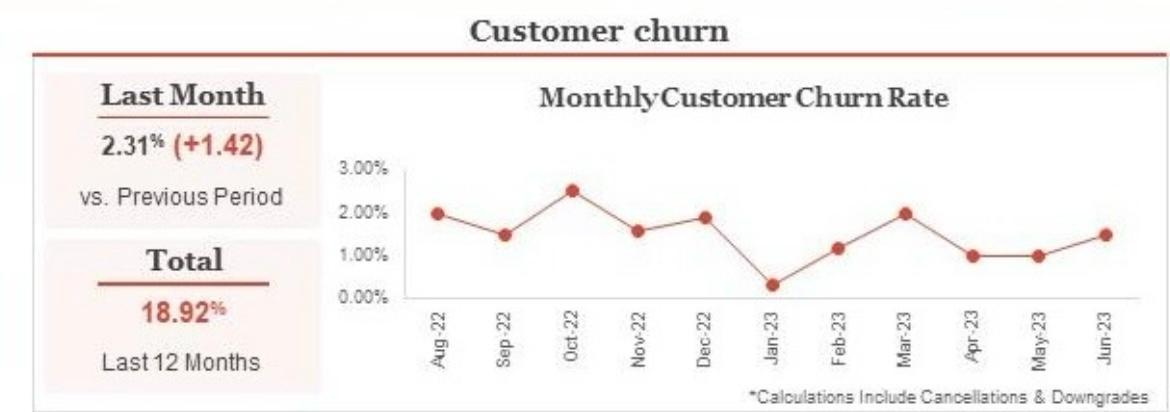 Customer churn
Last Month
2.31% (+1.42)
vs. Previous Period
Total
18.92%
Last 12 Months
Monthly Customer Churn Rate
3.00%
2.00%
1.00%
0.00%
Aug-22
Sep-22
Oct-22
Nov-22
Dec-22
Jan-23
Feb-23
Mar-23
Apr-23
May-23
Jun-23
*Calculations Include Cancellations & Downgrades